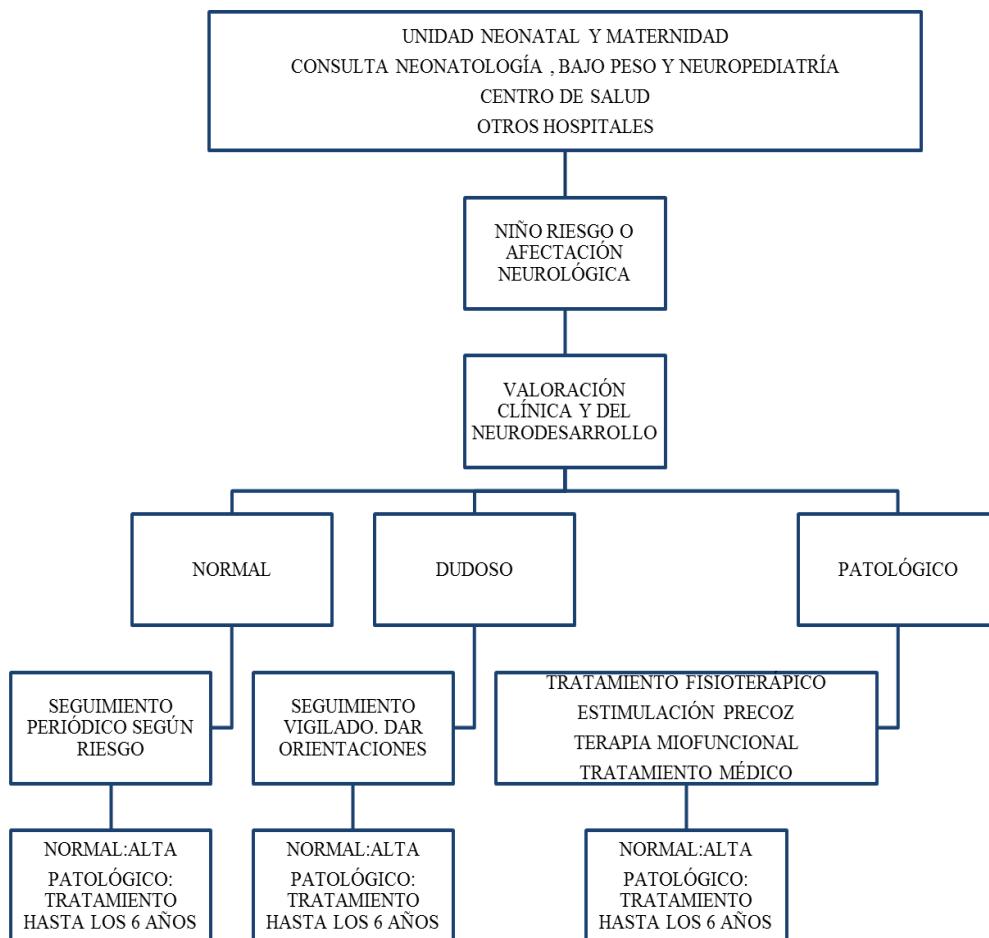 UNIDAD NEONATAL Y MATERNIDAD
CONSULTA NEONATOLOGÍA , BAJO PESO Y NEUROPEDIATRÍA
CENTRO DE SALUD
OTROS HOSPITALES
NIÑO RIESGO O
AFECTACIÓN
NEUROLÓGICA
VALORACIÓN
CLÍNICA Y DEL
NEURODESARROLLO
NORMAL
DUDOSO
PATOLÓGICO
SEGUIMIENTO
PERIÓDICO SEGÚN
RIESGO
SEGUIMIENTO
VIGILADO. DAR
ORIENTACIONES
TRATAMIENTO FISIOTERÁPICO
ESTIMULACIÓN PRECOZ
TERAPIA MIOFUNCIONAL
TRATAMIENTO MÉDICO
NORMAL:ALTA
PATOLÓGICO:
TRATAMIENTO
HASTA LOS 6 AÑOS
NORMAL:ALTA
PATOLÓGICO:
TRATAMIENTO
HASTA LOS 6 AÑOS
NORMAL:ALTA
PATOLÓGICO:
TRATAMIENTO
HASTA LOS 6 AÑOS